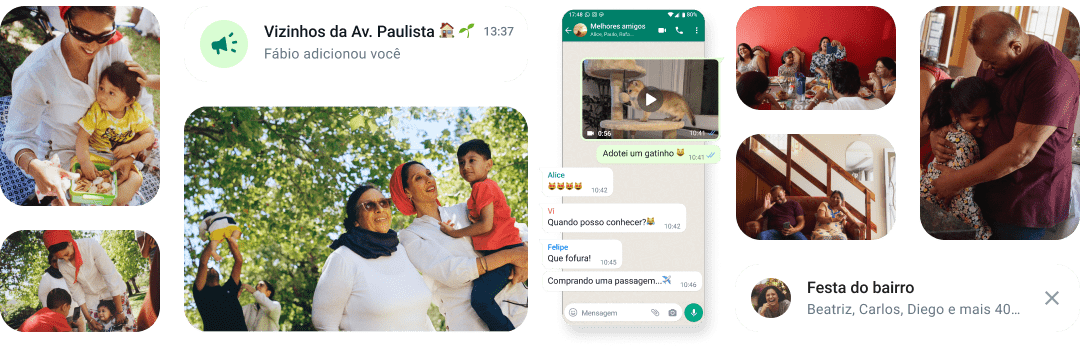 Vizinhos da Av. Paulista 🏠 🌱 13:37
Fábio adicionou você
17:48 80%
Melhores amigos
Alice, Paulo, Rafa...
0:56 10:41
Adotei um gatinho 😺 10:41
Alice
😹😹😹😹
10:42
Vi
Quando posso conhecer?😹
10:42
Felipe
Que fofura! 10:45
Comprando uma passagem...✈️ 10:46
Mensagem
Festa do bairro
Beatriz, Carlos, Diego e mais 40...